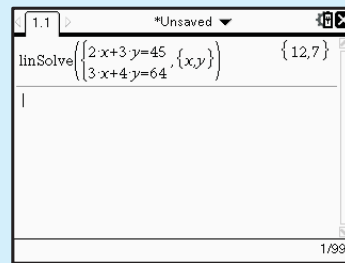 1.1 *Unsaved
linSolve({2·x+3·y=45
3·x+4·y=64,{x,y}) {12,7}
1/99